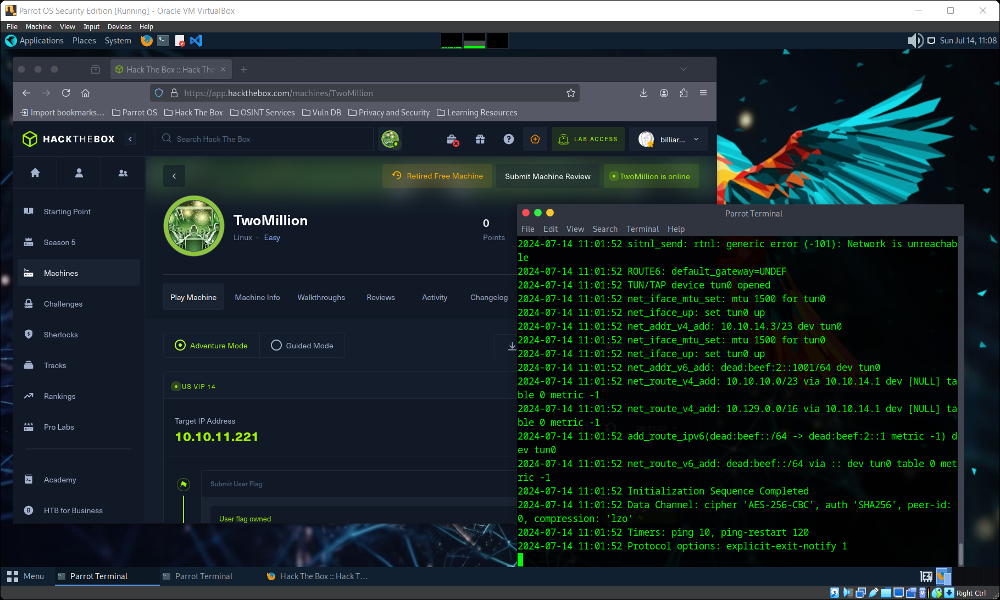 Parrot OS Security Edition [Running] - Oracle VM VirtualBox
File Machine View Input Devices Help
Applications Places System
Sun Jul 14, 11:08
Hack The Box :: Hack The
https://app.hackthebox.com/machines/TwoMillion
Import bookmarks... Parrot OS Hack The Box OSINT Services Vuln DB Privacy and Security Learning Resources
HACKTHEBOX
Search Hack The Box
LAB ACCESS
billiar...
Retired Free Machine
Submit Machine Review
TwoMillion is online
Starting Point
Season 5
Machines
Challenges
Sherlocks
Tracks
Rankings
Pro Labs
Academy
HTB for Business
TwoMillion
Linux · Easy
0
Points
Play Machine Machine Info Walkthroughs Reviews Activity Changelog
Adventure Mode
Guided Mode
US VIP 14
Target IP Address
10.10.11.221
Submit User Flag
User flag owned
Parrot Terminal
File Edit View Search Terminal Help
2024-07-14 11:01:52 sitnl_send: rtnl: generic error (-101): Network is unreachab
le
2024-07-14 11:01:52 ROUTE6: default_gateway=UNDEF
2024-07-14 11:01:52 TUN/TAP device tun0 opened
2024-07-14 11:01:52 net_iface_mtu_set: mtu 1500 for tun0
2024-07-14 11:01:52 net_iface_up: set tun0 up
2024-07-14 11:01:52 net_addr_v4_add: 10.10.14.3/23 dev tun0
2024-07-14 11:01:52 net_iface_mtu_set: mtu 1500 for tun0
2024-07-14 11:01:52 net_iface_up: set tun0 up
2024-07-14 11:01:52 net_addr_v6_add: dead:beef:2::1001/64 dev tun0
2024-07-14 11:01:52 net_route_v4_add: 10.10.10.0/23 via 10.10.14.1 dev [NULL] ta
ble 0 metric -1
2024-07-14 11:01:52 net_route_v4_add: 10.129.0.0/16 via 10.10.14.1 dev [NULL] ta
ble 0 metric -1
2024-07-14 11:01:52 add_route_ipv6(dead:beef::/64 -> dead:beef:2::1 metric -1) d
ev tun0
2024-07-14 11:01:52 net_route_v6_add: dead:beef::/64 via :: dev tun0 table 0 met
ric -1
2024-07-14 11:01:52 Initialization Sequence Completed
2024-07-14 11:01:52 Data Channel: cipher 'AES-256-CBC', auth 'SHA256', peer-id:
0, compression: 'lzo'
2024-07-14 11:01:52 Timers: ping 10, ping-restart 120
2024-07-14 11:01:52 Protocol options: explicit-exit-notify 1
08:31:32
Menu Parrot Terminal Parrot Terminal Hack The Box :: Hack T...
Right Ctrl